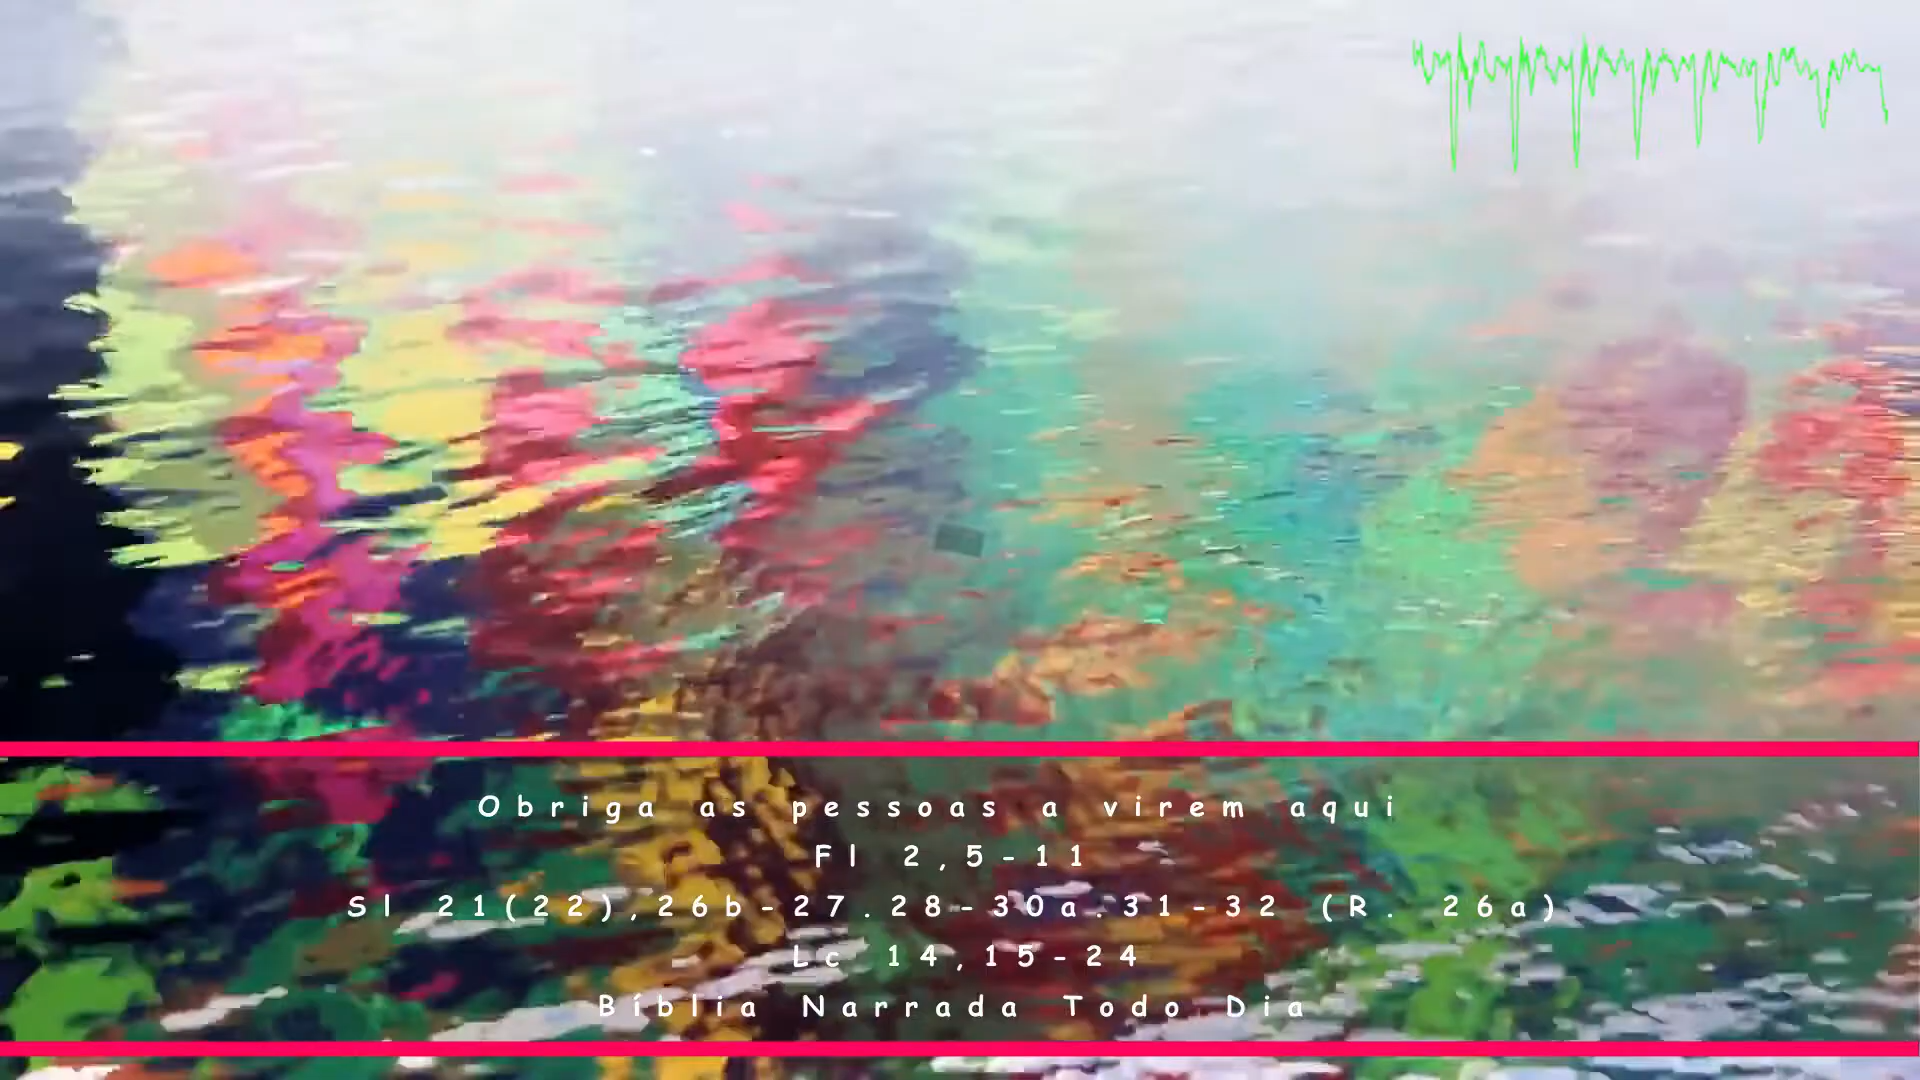 Obriga as pessoas a virem aqui
Fl 2,5-11
Sl 21(22),26b-27.28-30a.31-32 (R. 26a)
Lc 14,15-24
Bíblia Narrada Todo Dia